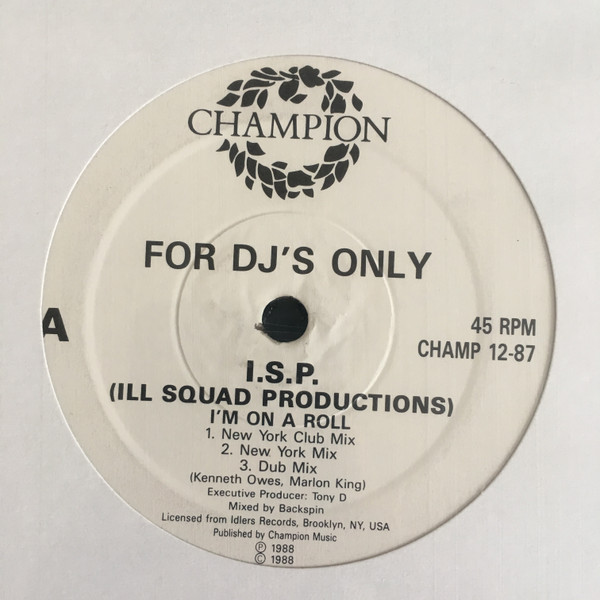 CHAMPION
FOR DJ'S ONLY
A
45 RPM
CHAMP 12-87
I.S.P.
(ILL SQUAD PRODUCTIONS)
I'M ON A ROLL
1. New York Club Mix
2. New York Mix
3. Dub Mix
(Kenneth Owes, Marlon King)
Executive Producer: Tony D
Mixed by Backspin
Licensed from Idlers Records, Brooklyn, NY, USA
Published by Champion Music
Ⓟ 1988
© 1988